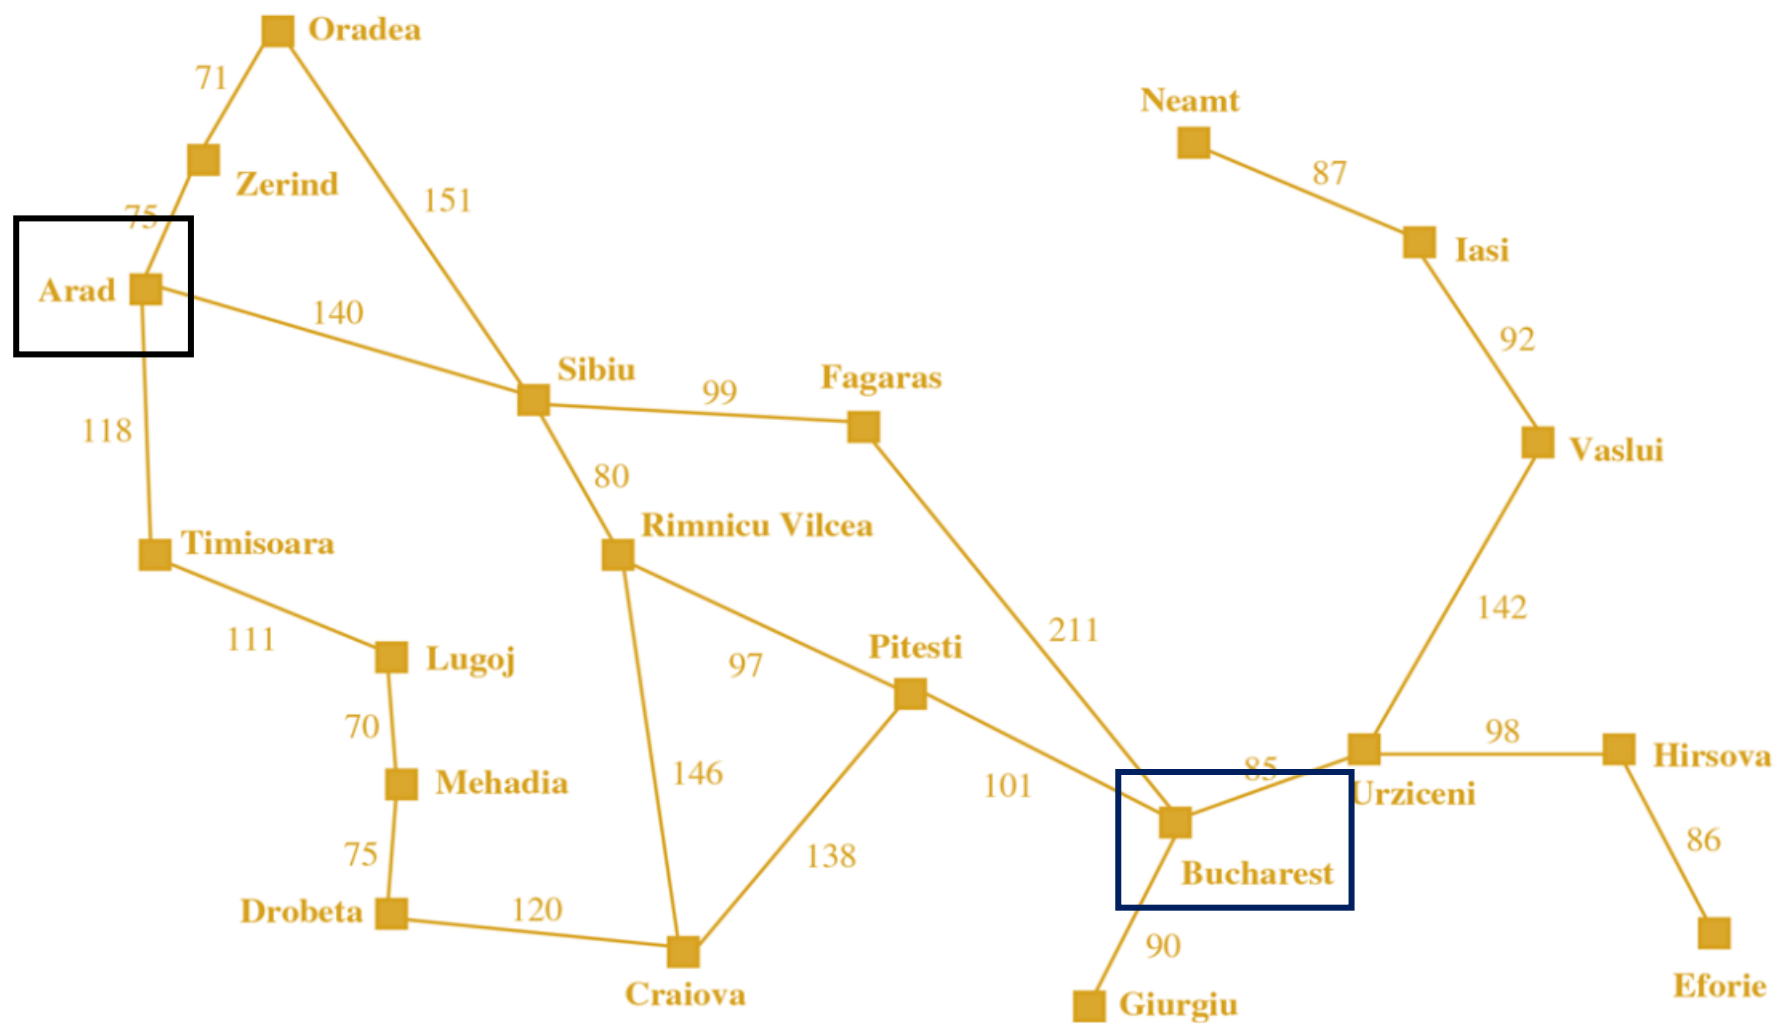 Oradea
71
Neamt
87
Zerind
151
75
Iasi
Arad
140
92
Sibiu
Fagaras
99
118
Vaslui
80
Rimnicu Vilcea
Timisoara
142
211
111
Pitesti
Lugoj
97
70
98
Hirsova
85
146
101
Mehadia
Urziceni
86
75
138
Bucharest
Drobeta
120
90
Craiova
Eforie
Giurgiu